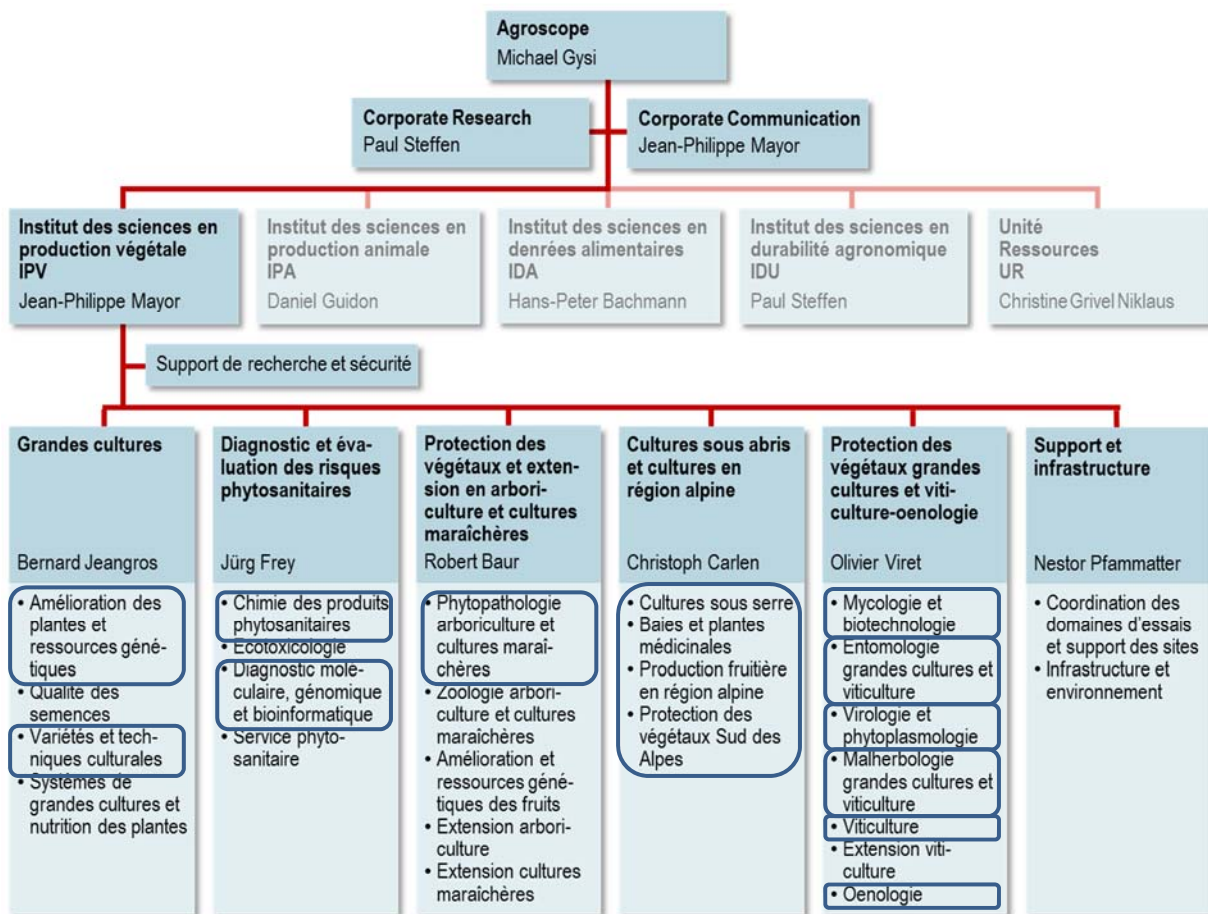 Agroscope
Michael Gysi
Corporate Research
Paul Steffen
Corporate Communication
Jean-Philippe Mayor
Institut des sciences en
production végétale
IPV
Jean-Philippe Mayor
Institut des sciences en
production animale
IPA
Daniel Guidon
Institut des sciences en
denrées alimentaires
IDA
Hans-Peter Bachmann
Institut des sciences en
durabilité agronomique
IDU
Paul Steffen
Unité
Ressources
UR
Christine Grivel Niklaus
Support de recherche et sécurité
Grandes cultures
Bernard Jeangros
• Amélioration des
plantes et
ressources géné-
tiques
• Qualité des
semences
• Variétés et tech-
niques culturales
• Systèmes de
grandes cultures et
nutrition des plantes
Diagnostic et éva-
luation des risques
phytosanitaires
Jürg Frey
• Chimie des produits
phytosanitaires
• Ecotoxicologie
• Diagnostic molé-
culaire, génomique
et bioinformatique
• Service phyto-
sanitaire
Protection des
végétaux et exten-
sion en arbori-
culture et cultures
maraîchères
Robert Baur
• Phytopathologie
arboriculture et
cultures maraî-
chères
• Zoologie arbori-
culture et cultures
maraîchères
• Amélioration et
ressources géné-
tiques des fruits
• Extension arbori-
culture
• Extension cultures
maraîchères
Cultures sous abris
et cultures en
région alpine
Christoph Carlen
• Cultures sous serre
• Baies et plantes
médicinales
• Production fruitière
en région alpine
• Protection des
végétaux Sud des
Alpes
Protection des
végétaux grandes
cultures et viti-
culture-oenologie
Olivier Viret
• Mycologie et
biotechnologie
• Entomologie
grandes cultures et
viticulture
• Virologie et
phytoplasmologie
• Malherbologie
grandes cultures et
viticulture
• Viticulture
• Extension viti-
culture
• Oenologie
Support et
infrastructure
Nestor Pfammatter
• Coordination des
domaines d'essais
et support des sites
• Infrastructure et
environnement